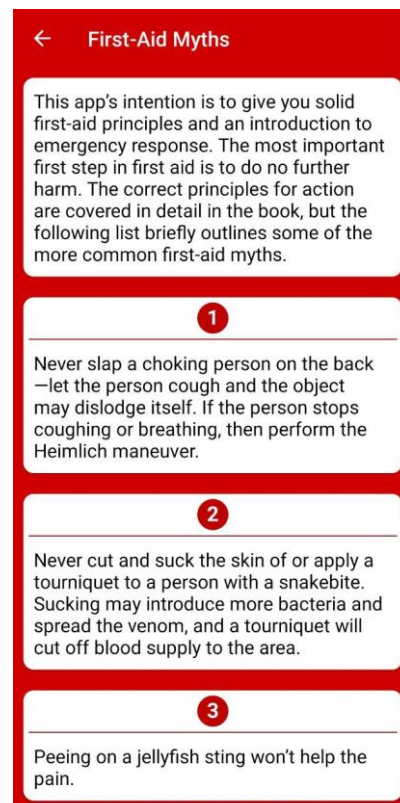 First-Aid Myths
This app's intention is to give you solid
first-aid principles and an introduction to
emergency response. The most important
first step in first aid is to do no further
harm. The correct principles for action
are covered in detail in the book, but the
following list briefly outlines some of the
more common first-aid myths.
1
Never slap a choking person on the back
—let the person cough and the object
may dislodge itself. If the person stops
coughing or breathing, then perform the
Heimlich maneuver.
2
Never cut and suck the skin of or apply a
tourniquet to a person with a snakebite.
Sucking may introduce more bacteria and
spread the venom, and a tourniquet will
cut off blood supply to the area.
3
Peeing on a jellyfish sting won't help the
pain.